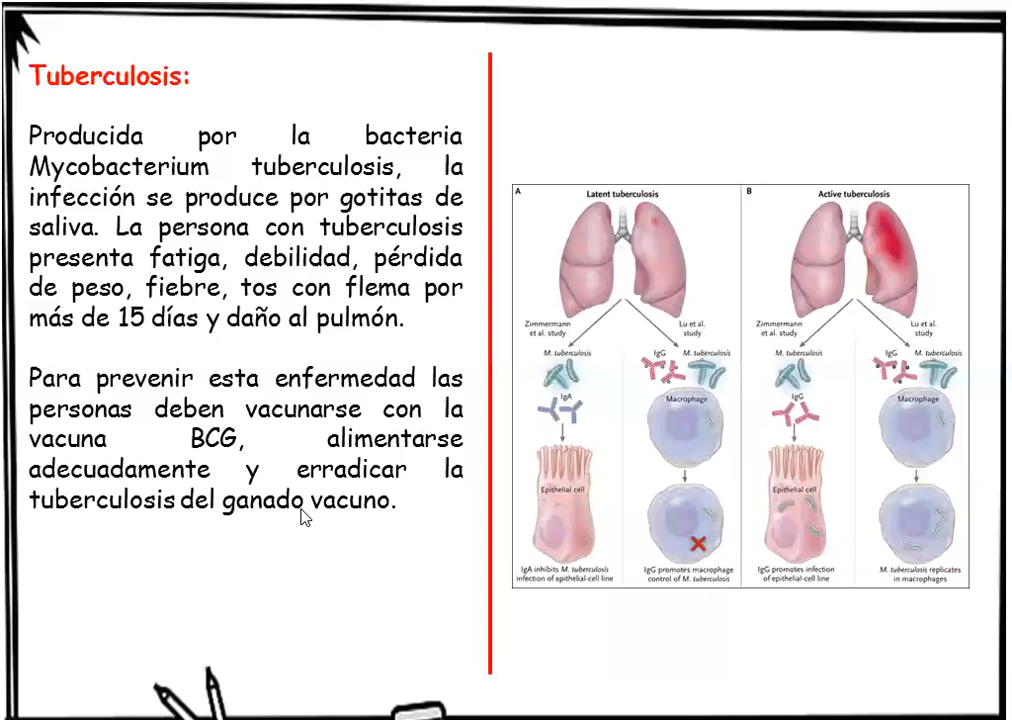 Tuberculosis:
Producida por la bacteria
Mycobacterium tuberculosis, la
infección se produce por gotitas de
saliva. La persona con tuberculosis
presenta fatiga, debilidad, pérdida
de peso, fiebre, tos con flema por
más de 15 días y daño al pulmón.
Para prevenir esta enfermedad las
personas deben vacunarse con la
vacuna BCG, alimentarse
adecuadamente y erradicar la
tuberculosis del ganado vacuno.
A
Latent tuberculosis
Zimmermann
et al. study
Lu et al.
study
M. tuberculosis
IgA
Epithelial cell
IgA inhibits M. tuberculosis
infection of epithelial-cell line
IgG
M. tuberculosis
Macrophage
IgG promotes macrophage
control of M. tuberculosis
B
Active tuberculosis
Zimmermann
et al. study
Lu et al.
study
M. tuberculosis
IgG
Epithelial cell
IgG promotes infection
of epithelial-cell line
IgG
M. tuberculosis
Macrophage
M. tuberculosis replicates
in macrophages